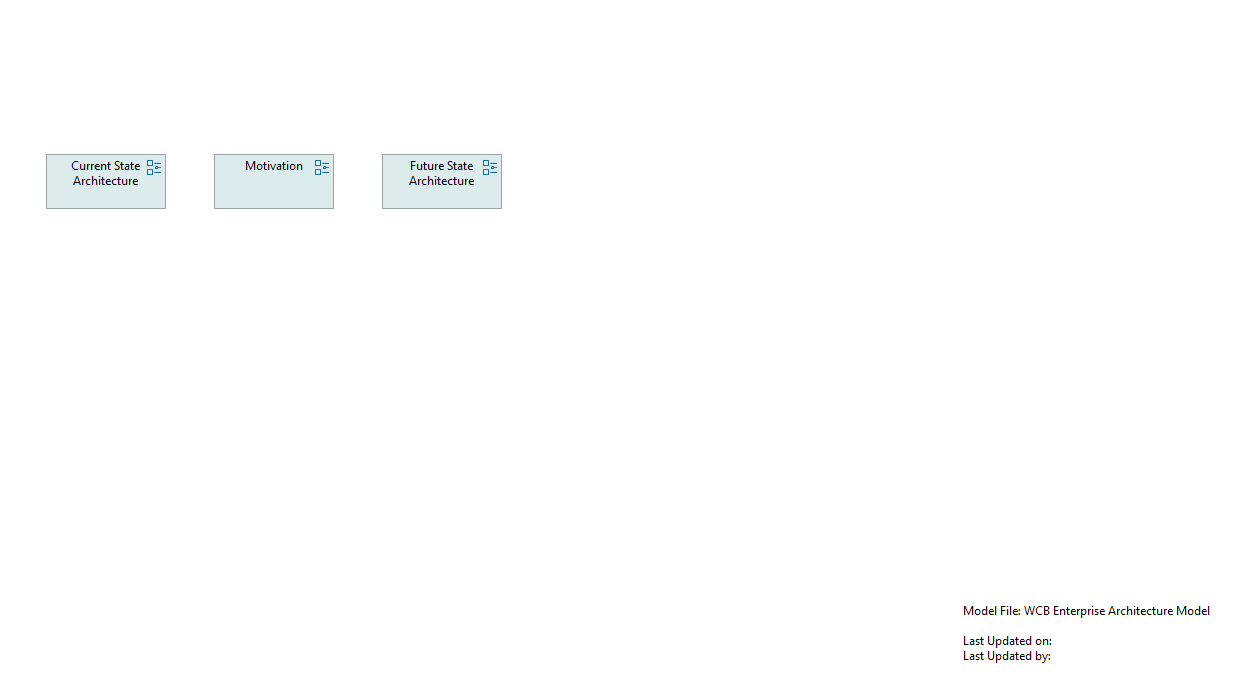 Current State
Architecture
Motivation
Future State
Architecture
Model File: WCB Enterprise Architecture Model
Last Updated on:
Last Updated by: